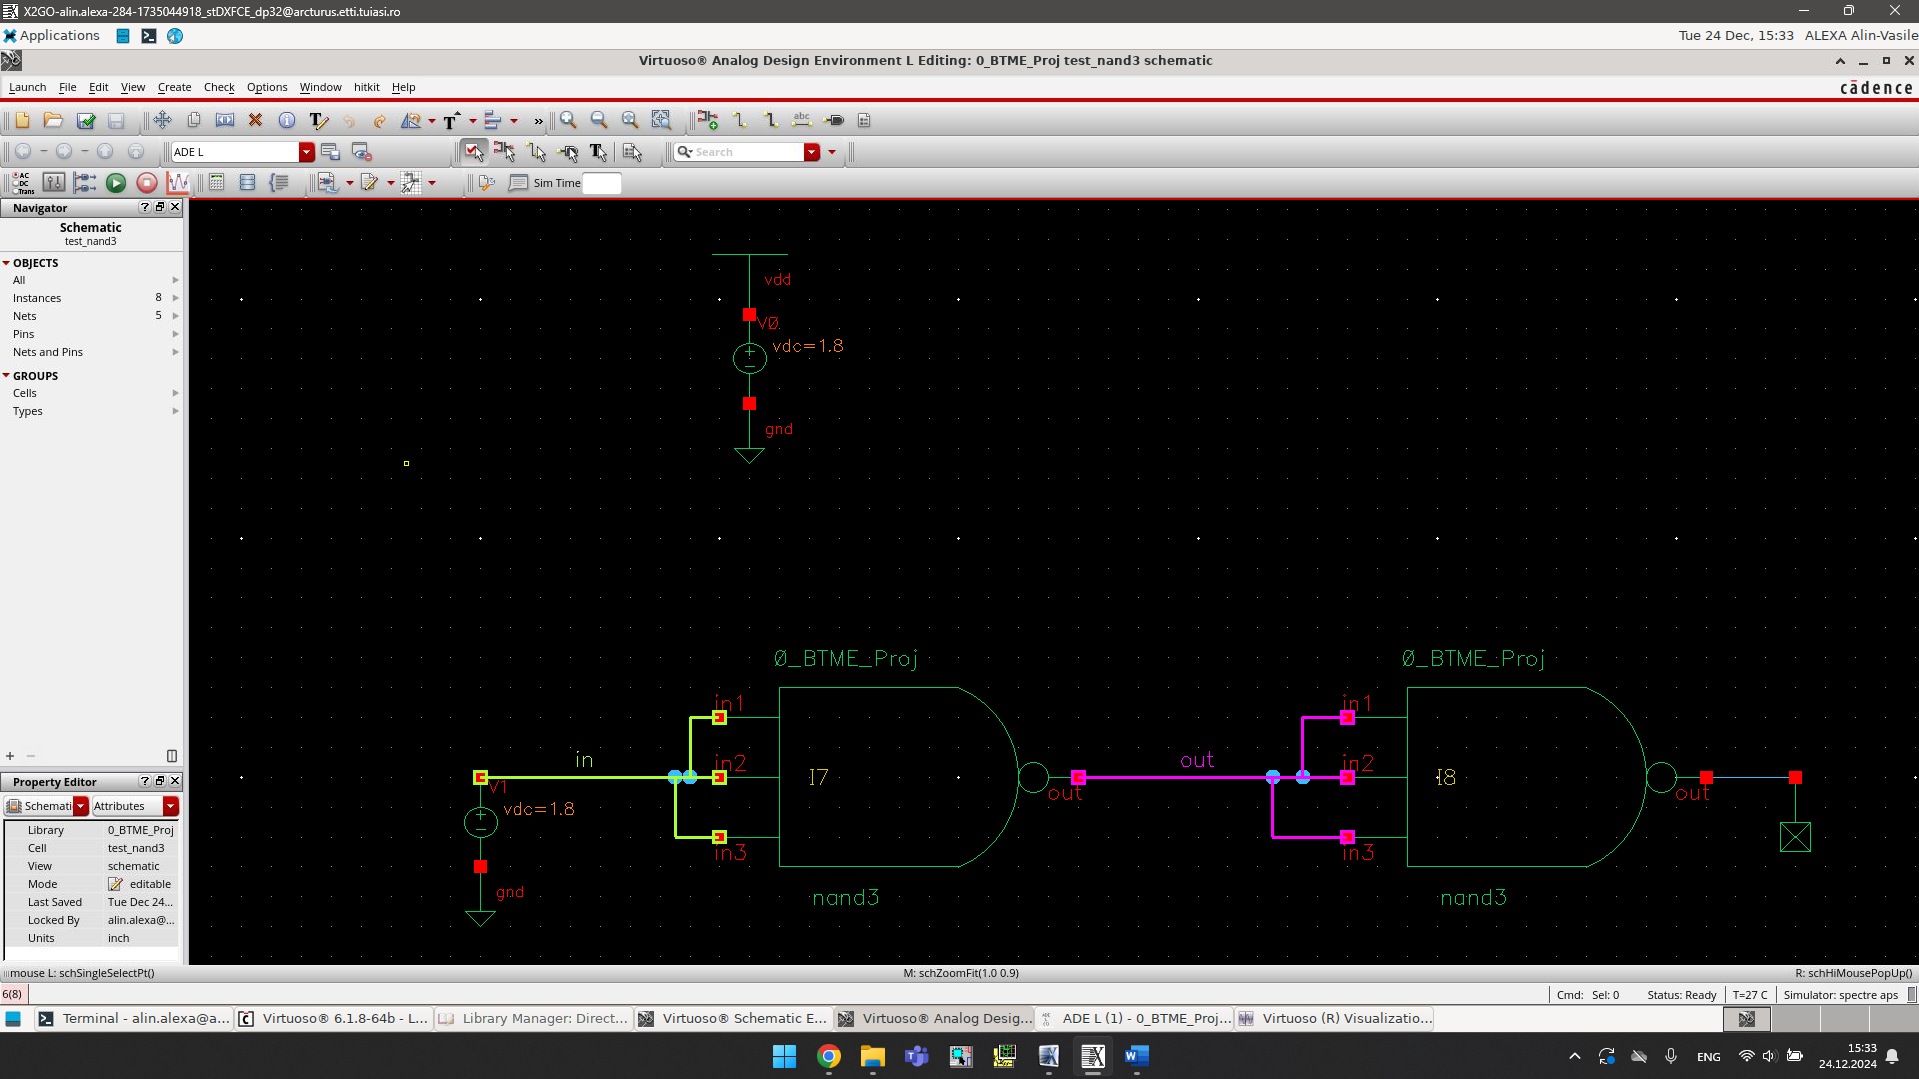 X2GO-alin.alexa-284-1735044918_stDXFCE_dp32@arcturus.etti.tuiasi.ro
Applications
Tue 24 Dec, 15:33 ALEXA Alin-Vasile
Virtuoso® Analog Design Environment L Editing: 0_BTME_Proj test_nand3 schematic
Launch File Edit View Create Check Options Window hitkit Help
cādence
T T » abc
ADE L
T
Search
AC
DC
Trans
Sim Time
Navigator ?
Schematic
test_nand3
OBJECTS
All
Instances 8
Nets 5
Pins
Nets and Pins
GROUPS
Cells
Types
+ −
Property Editor ?
Schemati Attributes
Library 0_BTME_Proj
Cell test_nand3
View schematic
Mode editable
Last Saved Tue Dec 24...
Locked By alin.alexa@...
Units inch
vdd
V0
vdc=1.8
gnd
0_BTME_Proj 0_BTME_Proj
in1 in1
in in2 I7 out in2 I8
V1 out out
vdc=1.8
in3 in3
gnd nand3 nand3
mouse L: schSingleSelectPt() M: schZoomFit(1.0 0.9) R: schHiMousePopUp()
6(8) Cmd: Sel: 0 Status: Ready T=27 C Simulator: spectre aps
Terminal - alin.alexa@a... Virtuoso® 6.1.8-64b - L... Library Manager: Direct... Virtuoso® Schematic E... Virtuoso® Analog Desig... ADE L (1) - 0_BTME_Proj... Virtuoso (R) Visualizatio...
ENG 15:33
24.12.2024